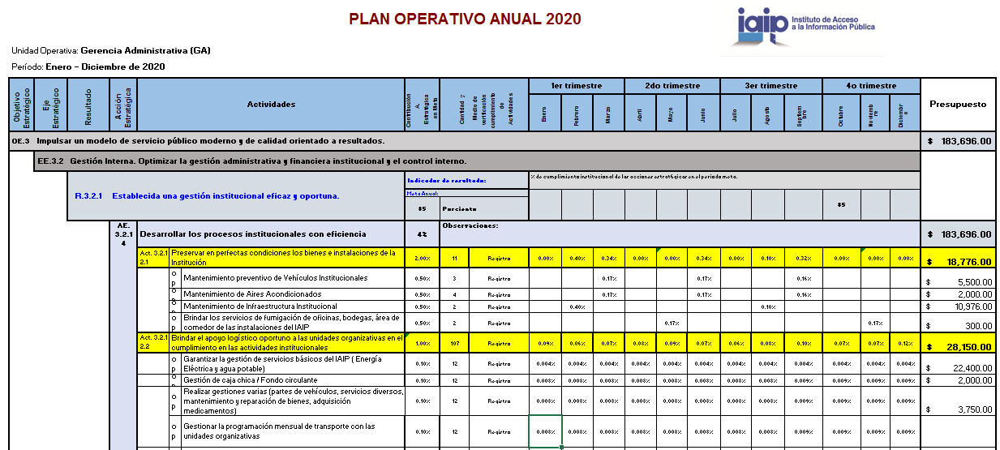 PLAN OPERATIVO ANUAL 2020
iaip Instituto de Acceso
a la Información Pública
Unidad Operativa: Gerencia Administrativa (GA)
Período: Enero - Diciembre de 2020
Objetivo Estratégico
Eje Estratégico
Resultado
Acción Estratégica
Actividades
Contribución A. Estratégica en Meta
Cantidad y Medio de verificación cumplimiento de Actividades
1er trimestre 2do trimestre 3er trimestre 4o trimestre
Enero Febrero Marzo Abril Mayo Junio Julio Agosto Septiembre Octubre Noviembre Diciembre
Presupuesto
OE.3 Impulsar un modelo de servicio público moderno y de calidad orientado a resultados. $ 183,696.00
EE.3.2 Gestión Interna. Optimizar la gestión administrativa y financiera institucional y el control interno.
R.3.2.1 Establecida una gestión institucional eficaz y oportuna.
Indicador de resultado: % de cumplimiento institucional de las acciones estratégicas en el período meta.
Meta Anual:
85 Porciento 85
AE. 3.2.1 4 Desarrollar los procesos institucionales con eficiencia 4% Observaciones: $ 183,696.00
Act. 3.2.1 Preservar en perfectas condiciones los bienes e instalaciones de la
2.1 Institución 2.00% 11 Registro 0.00% 0.40% 0.34% 0.00% 0.00% 0.34% 0.00% 0.10% 0.32% 0.00% 0.00% 0.00% $ 18,776.00
o p Mantenimiento preventivo de Vehículos Institucionales 0.50% 3 Registro 0.17% 0.17% 0.16% $ 5,500.00
o p Mantenimiento de Aires Acondicionados 0.50% 4 Registro 0.17% 0.17% 0.16% $ 2,000.00
o p Mantenimiento de Infraestructura Institucional 0.50% 2 Registro 0.40% 0.10% $ 10,976.00
o p Brindar los servicios de fumigación de oficinas, bodegas, área de
comedor de las instalaciones del IAIP 0.50% 2 Registro 0.17% 0.17% $ 300.00
Act. 3.2.1 Brindar el apoyo logístico oportuno a las unidades organizativas en el
2.2 cumplimiento en las actividades institucionales 1.00% 107 Registro 0.09% 0.06% 0.07% 0.08% 0.09% 0.07% 0.06% 0.08% 0.10% 0.07% 0.07% 0.12% $ 28,150.00
o p Garantizar la gestión de servicios básicos del IAIP ( Energía
Eléctrica y agua potable) 0.10% 12 Registro 0.004% 0.004% 0.004% 0.004% 0.004% 0.004% 0.004% 0.004% 0.004% 0.004% 0.004% 0.004% $ 22,400.00
o p Gestión de caja chica / Fondo circulante 0.10% 12 Registro 0.008% 0.008% 0.008% 0.008% 0.008% 0.008% 0.008% 0.008% 0.009% 0.009% 0.009% 0.009% $ 2,000.00
o p Realizar gestiones varias (partes de vehículos, servicios diversos,
mantenimiento y reparación de bienes, adquisición
medicamentos) 0.10% 12 Registro 0.008% 0.008% 0.008% 0.008% 0.008% 0.008% 0.008% 0.008% 0.009% 0.009% 0.009% 0.009% $ 3,750.00
o p Gestionar la programación mensual de transporte con las
unidades organizativas 0.10% 12 Registro 0.008% 0.008% 0.008% 0.008% 0.008% 0.008% 0.008% 0.008% 0.009% 0.009% 0.009% 0.009%